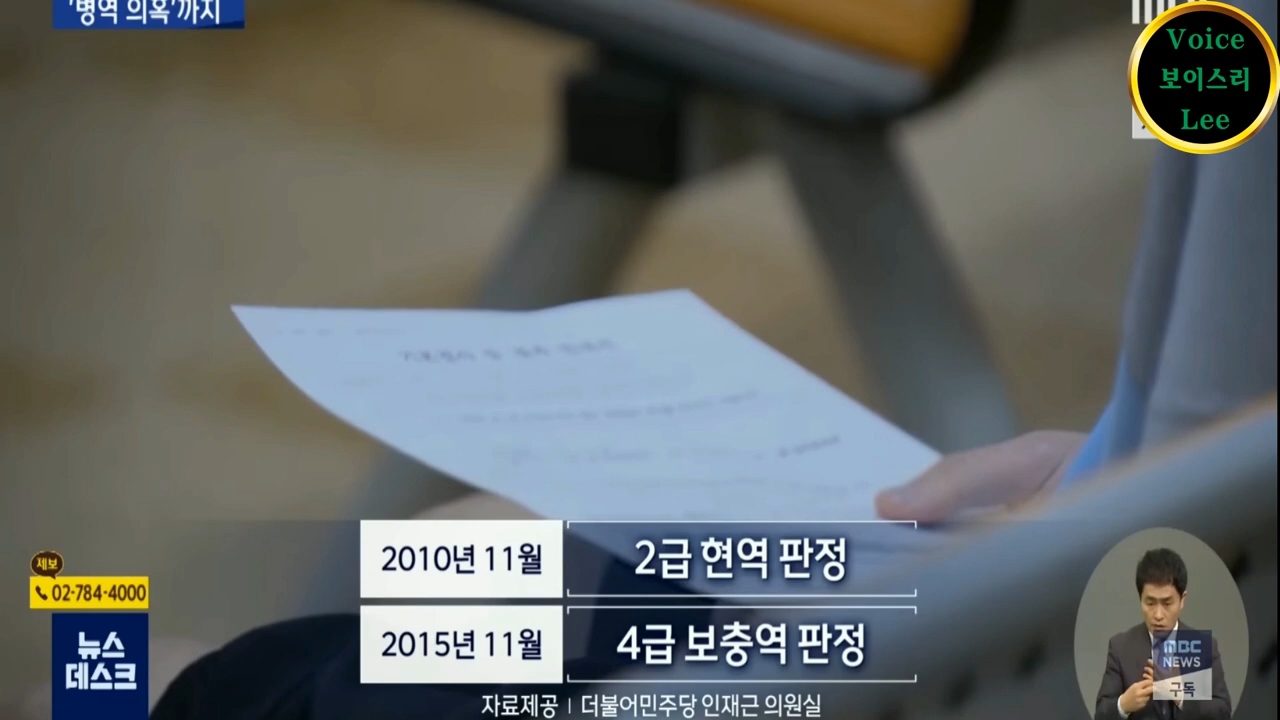 '병역 의혹'까지
Voice
보이스리
Lee
2010년 11월 2급 현역 판정
2015년 11월 4급 보충역 판정
자료제공 | 더불어민주당 인재근 의원실
제보
02-784-4000
뉴스
데스크
MBC
NEWS
구독